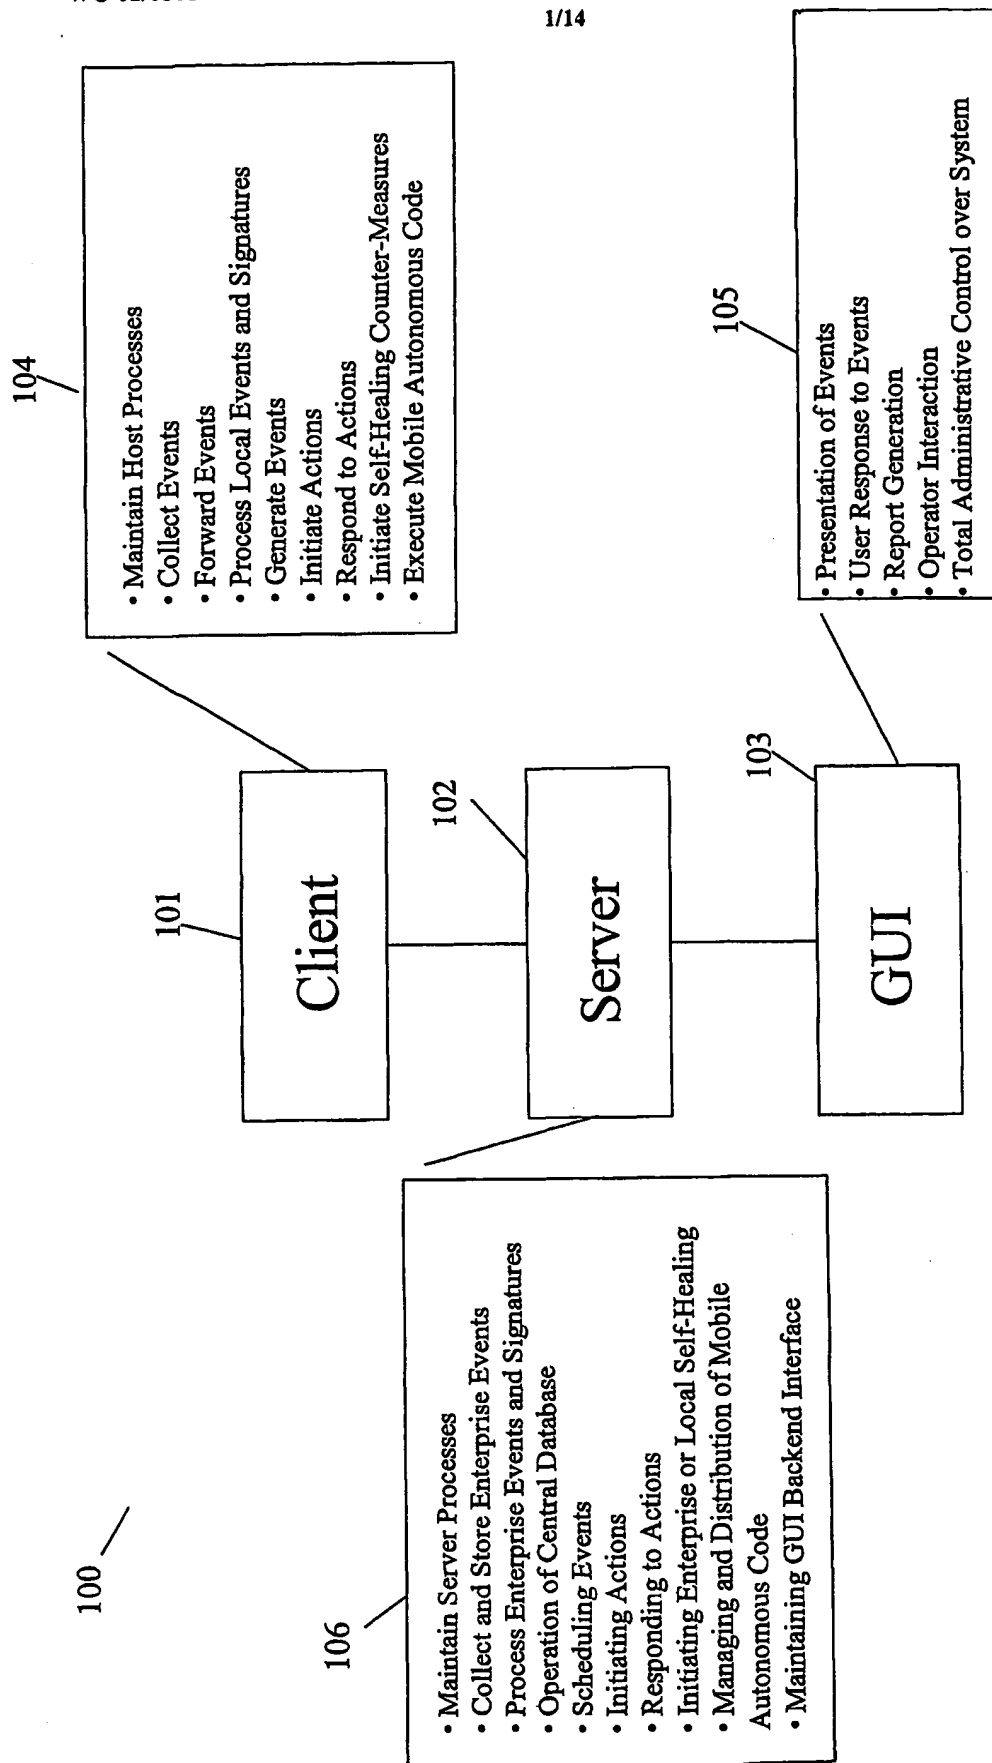 1/14
100
106
• Maintain Server Processes
• Collect and Store Enterprise Events
• Process Enterprise Events and Signatures
• Operation of Central Database
• Scheduling Events
• Initiating Actions
• Responding to Actions
• Initiating Enterprise or Local Self-Healing
• Managing and Distribution of Mobile
Autonomous Code
• Maintaining GUI Backend Interface
101
Client
102
Server
103
GUI
104
• Maintain Host Processes
• Collect Events
• Forward Events
• Process Local Events and Signatures
• Generate Events
• Initiate Actions
• Respond to Actions
• Initiate Self-Healing Counter-Measures
• Execute Mobile Autonomous Code
105
• Presentation of Events
• User Response to Events
• Report Generation
• Operator Interaction
• Total Administrative Control over System